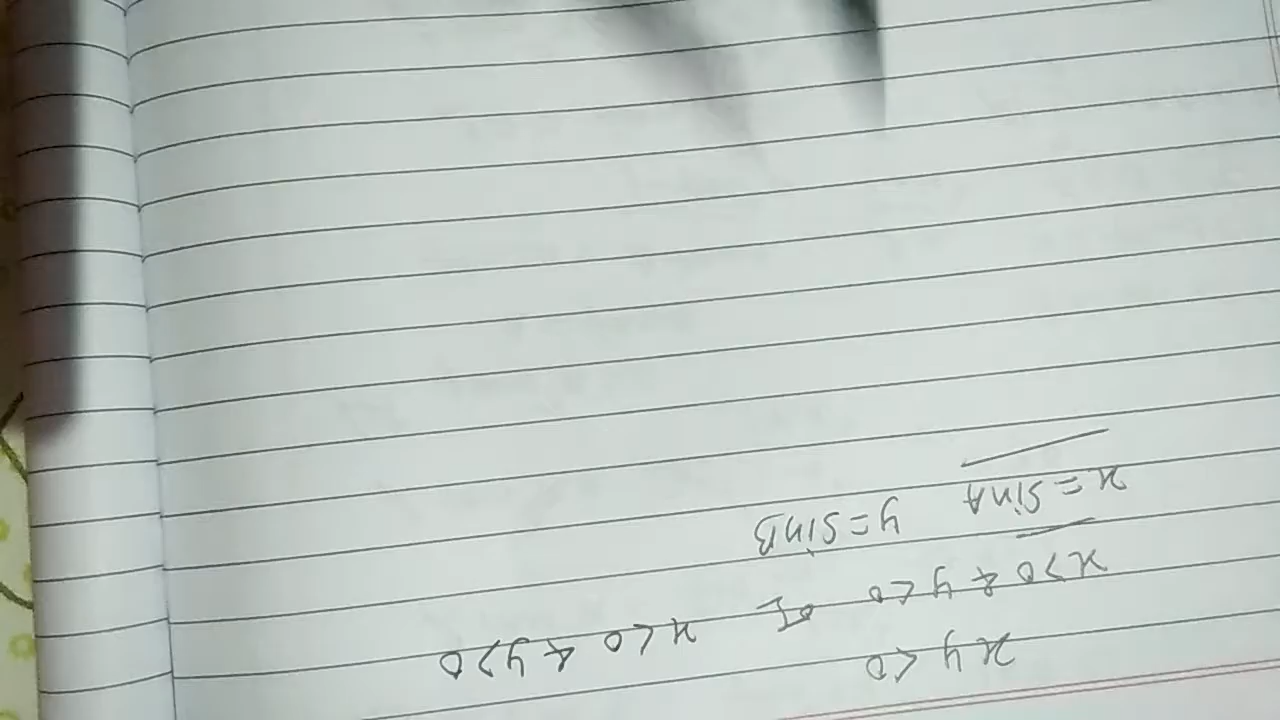 xy<0
x>0 & y<0 or x<0 & y>0
x = sinA y = sinB